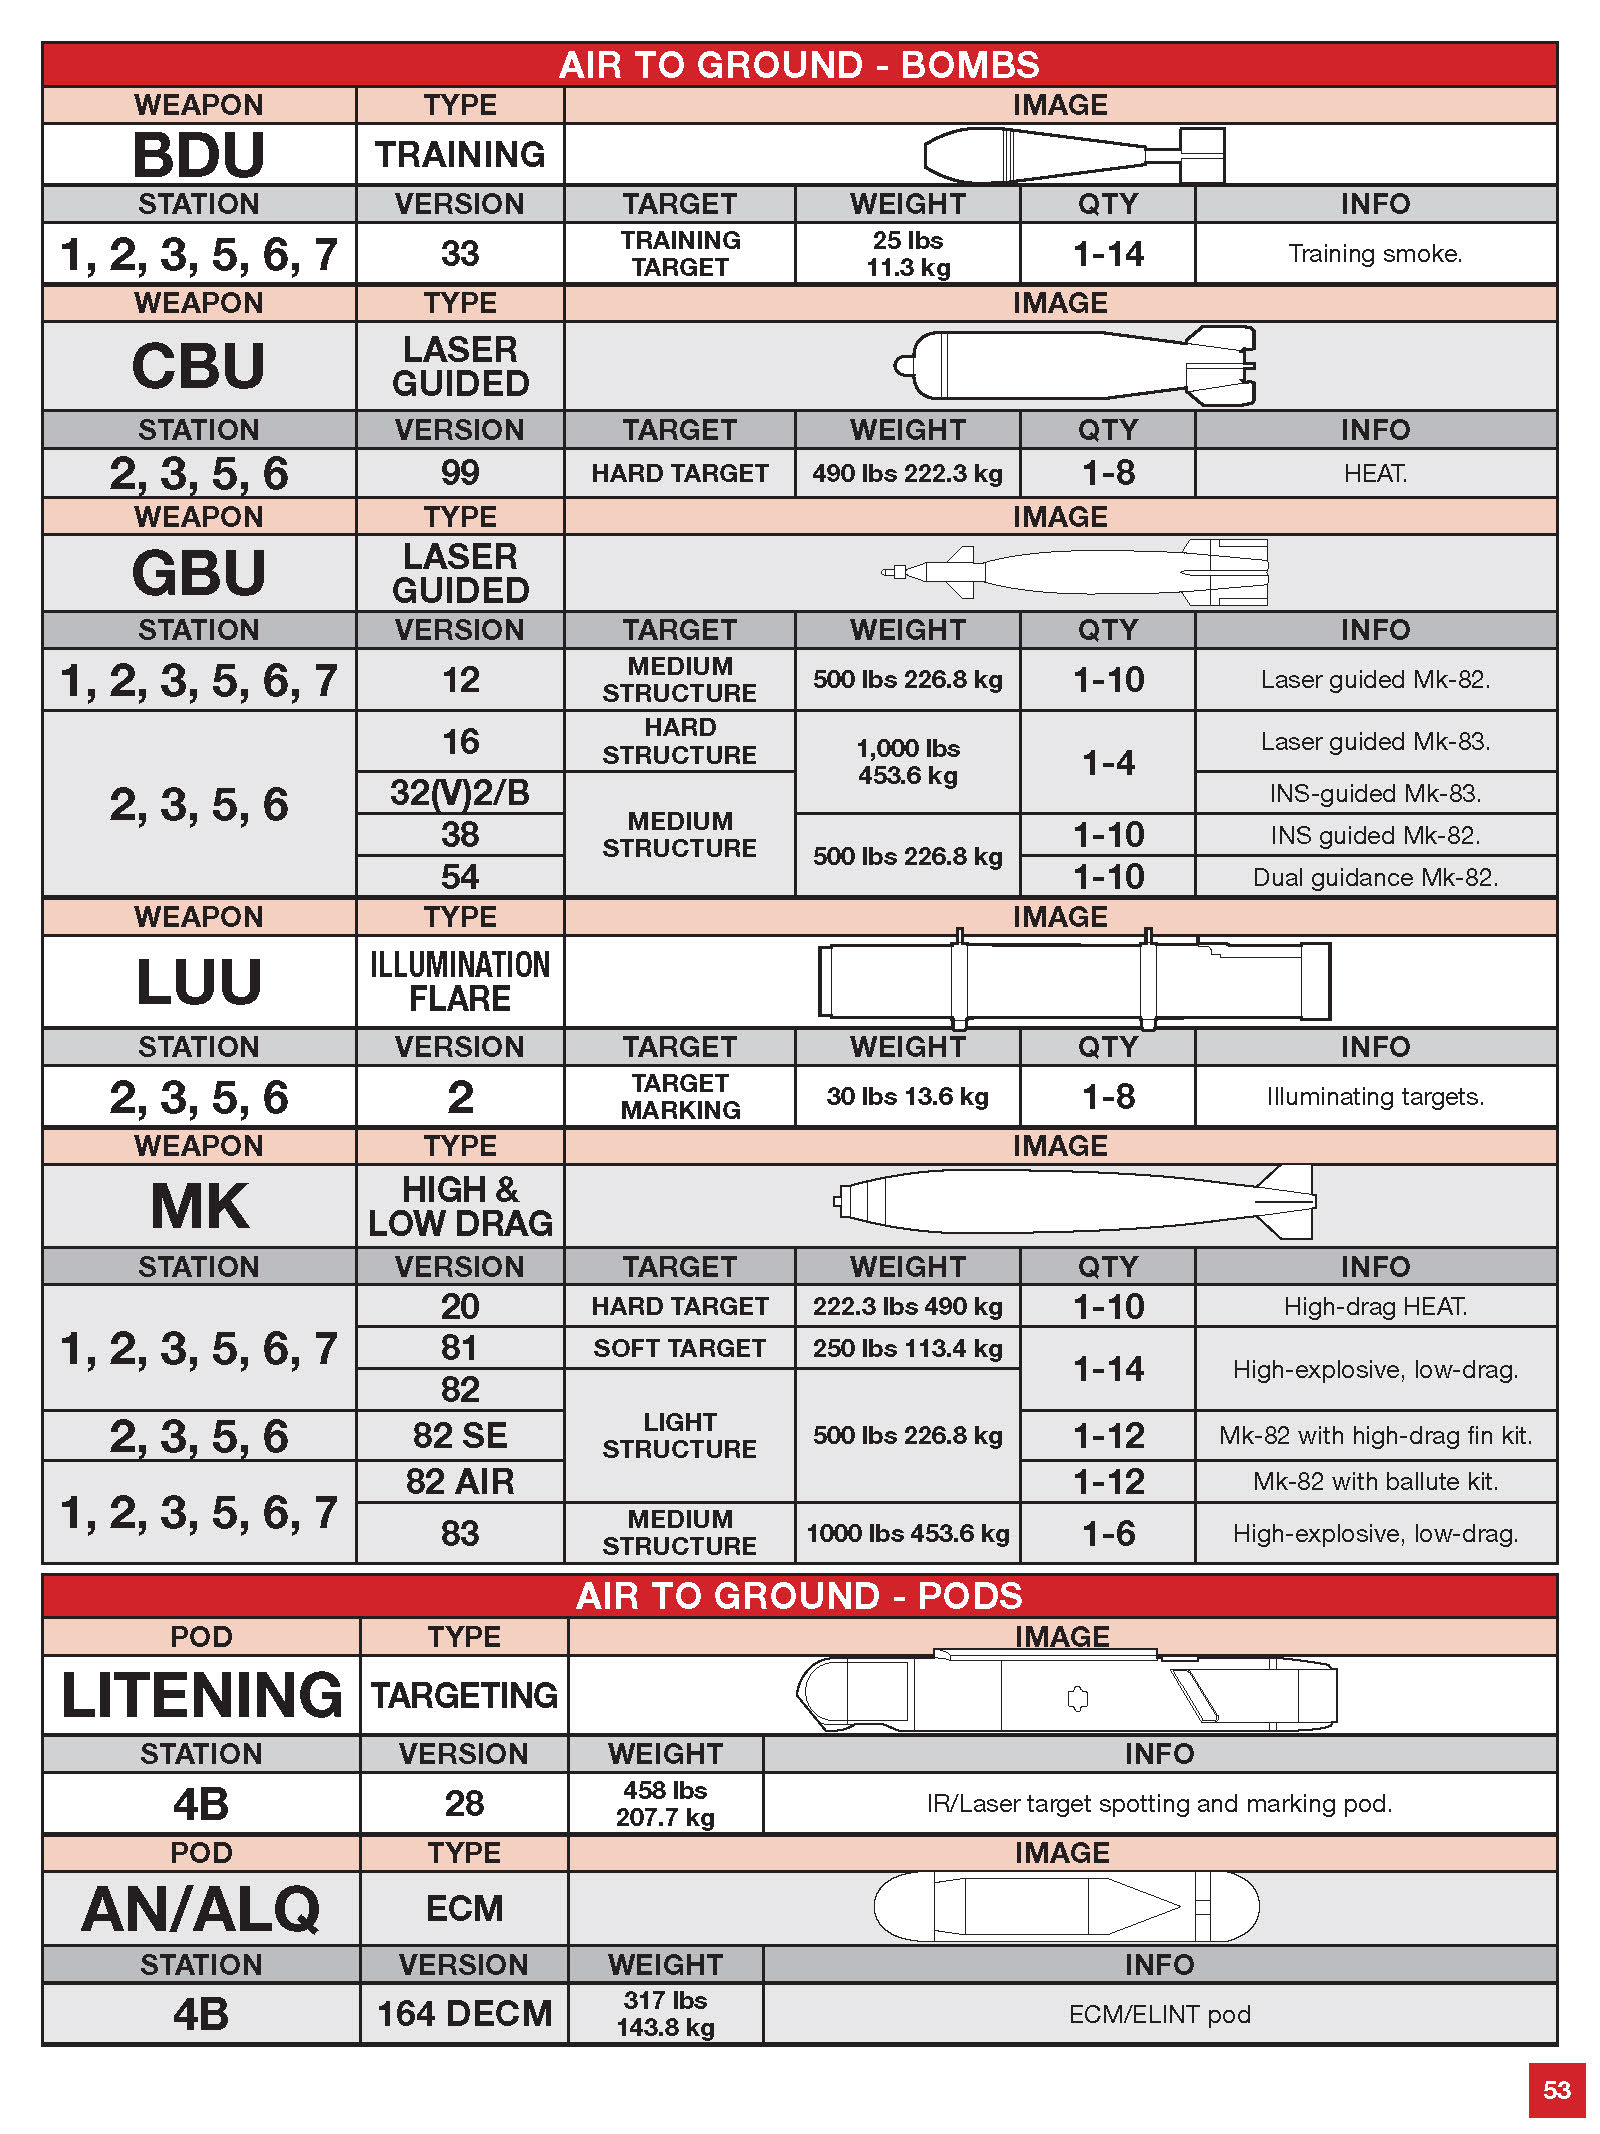 AIR TO GROUND - BOMBS
WEAPON TYPE IMAGE
BDU TRAINING
STATION VERSION TARGET WEIGHT QTY INFO
1, 2, 3, 5, 6, 7 33 TRAINING TARGET 25 lbs 11.3 kg 1-14 Training smoke.
WEAPON TYPE IMAGE
CBU LASER GUIDED
STATION VERSION TARGET WEIGHT QTY INFO
2, 3, 5, 6 99 HARD TARGET 490 lbs 222.3 kg 1-8 HEAT.
WEAPON TYPE IMAGE
GBU LASER GUIDED
STATION VERSION TARGET WEIGHT QTY INFO
1, 2, 3, 5, 6, 7 12 MEDIUM STRUCTURE 500 lbs 226.8 kg 1-10 Laser guided Mk-82.
2, 3, 5, 6 16 HARD STRUCTURE 1,000 lbs 453.6 kg 1-4 Laser guided Mk-83.
32(V)2/B MEDIUM STRUCTURE INS-guided Mk-83.
38 500 lbs 226.8 kg 1-10 INS guided Mk-82.
54 1-10 Dual guidance Mk-82.
WEAPON TYPE IMAGE
LUU ILLUMINATION FLARE
STATION VERSION TARGET WEIGHT QTY INFO
2, 3, 5, 6 2 TARGET MARKING 30 lbs 13.6 kg 1-8 Illuminating targets.
WEAPON TYPE IMAGE
MK HIGH & LOW DRAG
STATION VERSION TARGET WEIGHT QTY INFO
1, 2, 3, 5, 6, 7 20 HARD TARGET 222.3 lbs 490 kg 1-10 High-drag HEAT.
81 SOFT TARGET 250 lbs 113.4 kg 1-14 High-explosive, low-drag.
82 LIGHT STRUCTURE 500 lbs 226.8 kg
2, 3, 5, 6 82 SE 1-12 Mk-82 with high-drag fin kit.
1, 2, 3, 5, 6, 7 82 AIR 1-12 Mk-82 with ballute kit.
83 MEDIUM STRUCTURE 1000 lbs 453.6 kg 1-6 High-explosive, low-drag.
AIR TO GROUND - PODS
POD TYPE IMAGE
LITENING TARGETING
STATION VERSION WEIGHT INFO
4B 28 458 lbs 207.7 kg IR/Laser target spotting and marking pod.
POD TYPE IMAGE
AN/ALQ ECM
STATION VERSION WEIGHT INFO
4B 164 DECM 317 lbs 143.8 kg ECM/ELINT pod
53